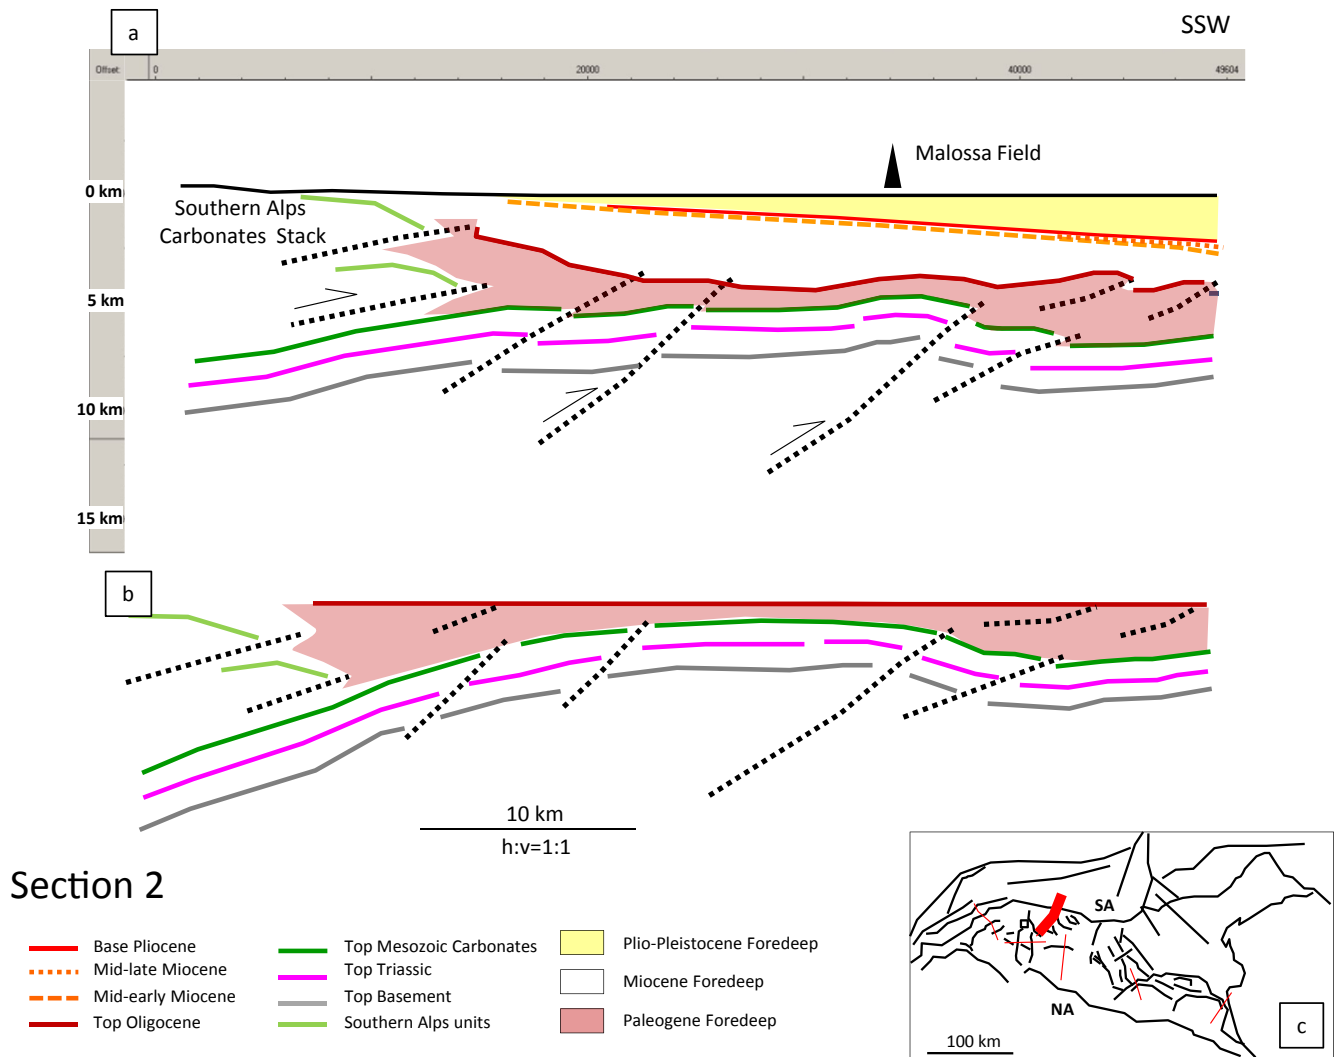 a
SSW
Offset:
0
20000
40000
49604
Malossa Field
0 km
Southern Alps
Carbonates Stack
5 km
10 km
15 km
b
10 km
h:v=1:1
Section 2
Base Pliocene
Mid-late Miocene
Mid-early Miocene
Top Oligocene
Top Mesozoic Carbonates
Top Triassic
Top Basement
Southern Alps units
Plio-Pleistocene Foredeep
Miocene Foredeep
Paleogene Foredeep
SA
NA
100 km
c